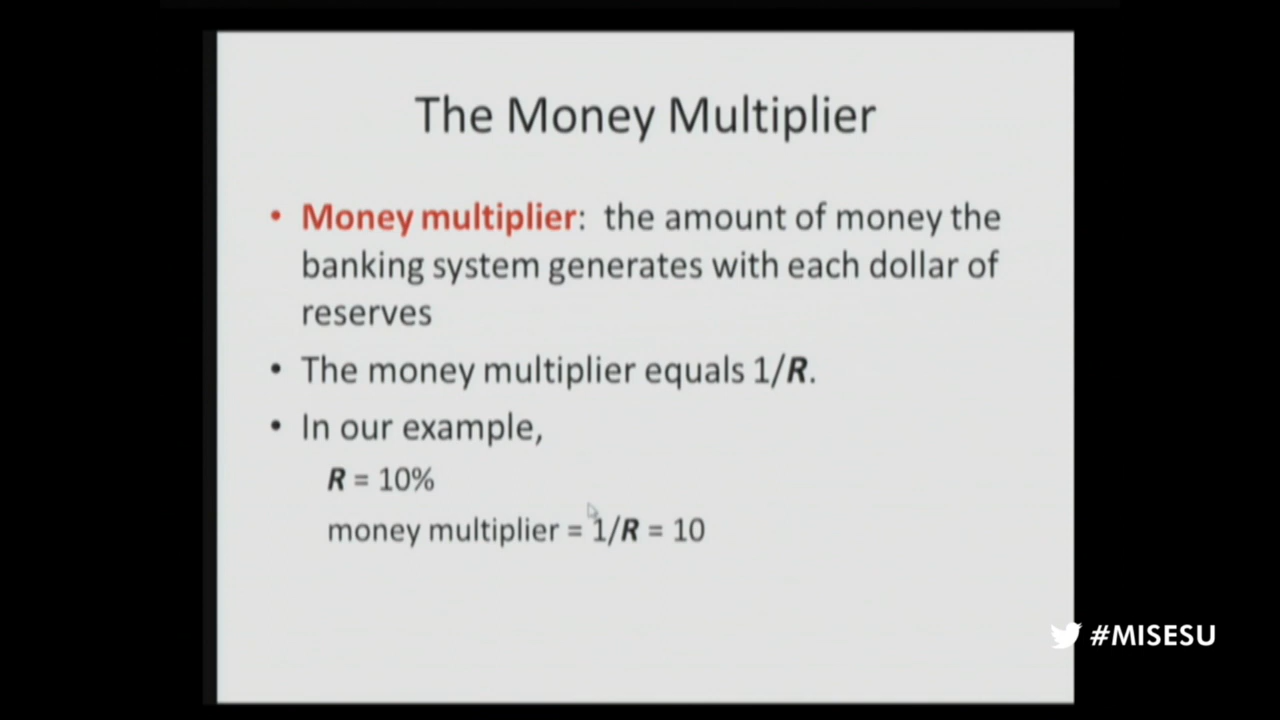 The Money Multiplier
• Money multiplier: the amount of money the
banking system generates with each dollar of
reserves
• The money multiplier equals 1/R.
• In our example,
R = 10%
money multiplier = 1/R = 10
#MISESU